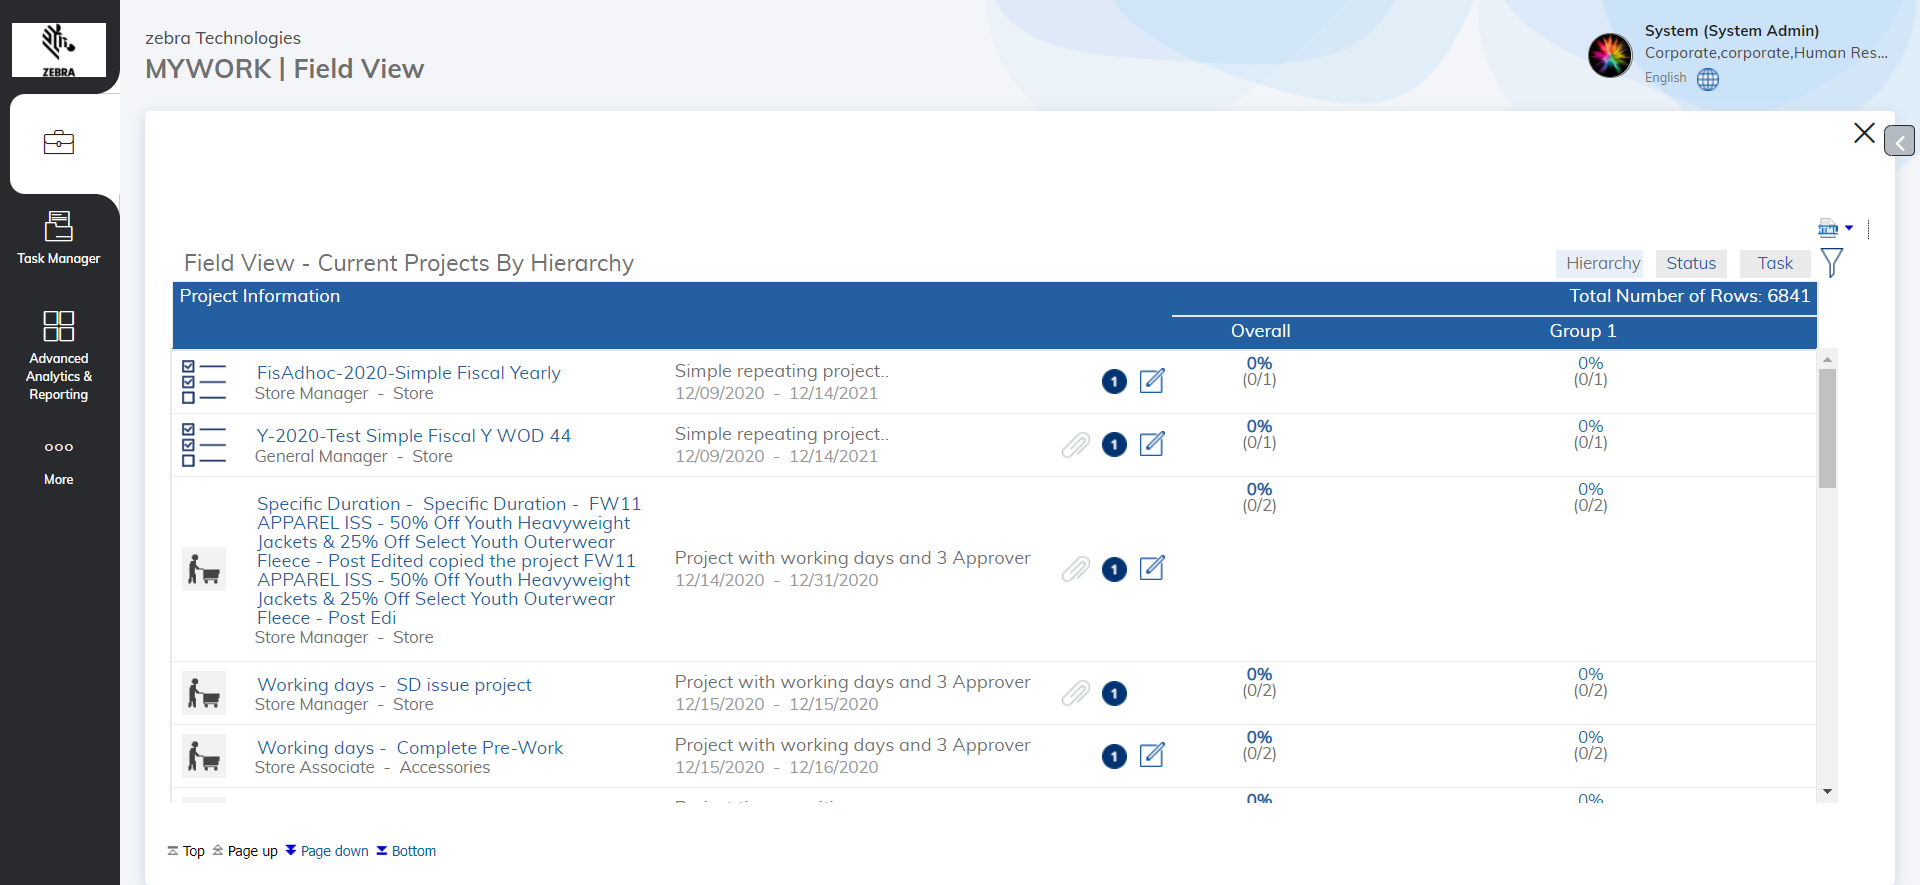 ZEBRA
zebra Technologies
MYWORK | Field View
System (System Admin)
Corporate,corporate,Human Res...
English
Task Manager
Advanced
Analytics &
Reporting
More
HTML
Field View - Current Projects By Hierarchy
Hierarchy Status Task
Project Information
Total Number of Rows: 6841
Overall Group 1
FisAdhoc-2020-Simple Fiscal Yearly
Store Manager - Store
Simple repeating project..
12/09/2020 - 12/14/2021
1
0%
(0/1)
0%
(0/1)
Y-2020-Test Simple Fiscal Y WOD 44
General Manager - Store
Simple repeating project..
12/09/2020 - 12/14/2021
1
0%
(0/1)
0%
(0/1)
Specific Duration - Specific Duration - FW11
APPAREL ISS - 50% Off Youth Heavyweight
Jackets & 25% Off Select Youth Outerwear
Fleece - Post Edited copied the project FW11
APPAREL ISS - 50% Off Youth Heavyweight
Jackets & 25% Off Select Youth Outerwear
Fleece - Post Edi
Store Manager - Store
Project with working days and 3 Approver
12/14/2020 - 12/31/2020
1
0%
(0/2)
0%
(0/2)
Working days - SD issue project
Store Manager - Store
Project with working days and 3 Approver
12/15/2020 - 12/15/2020
1
0%
(0/2)
0%
(0/2)
Working days - Complete Pre-Work
Store Associate - Accessories
Project with working days and 3 Approver
12/15/2020 - 12/16/2020
1
0%
(0/2)
0%
(0/2)
0%
0%
Top Page up Page down Bottom